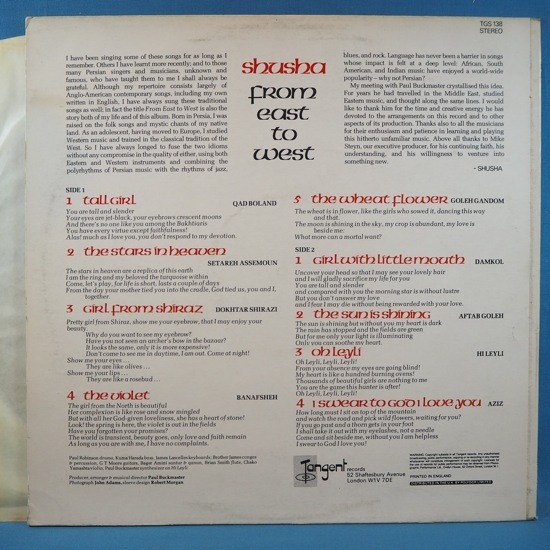 TGS 138
STEREO
I have been singing some of these songs for as long as I
remember. Others I have learnt more recently; and to those
many Persian singers and musicians, unknown and
famous, who have taught them to me I shall always be
grateful. Although my repertoire consists largely of
Anglo-American contemporary songs, including my own
written in English, I have always sung these traditional
songs as well; in fact the title From East to West is also the
story both of my life and of this album. Born in Persia, I was
raised on the folk songs and mystic chants of my native
land. As an adolescent, having moved to Europe, I studied
Western music and trained in the classical tradition of the
West. So I have always longed to fuse the two idioms
without any compromise in the quality of either, using both
Eastern and Western instruments and combining the
polyrhythms of Persian music with the rhythms of jazz,
shusha
from
east
to
west
blues, and rock. Language has never been a barrier in songs
whose impact is felt at a deep level: African, South
American, and Indian music have enjoyed a world-wide
popularity – why not Persian?
My meeting with Paul Buckmaster crystallised this idea.
For years he had travelled in the Middle East, studied
Eastern music, and thought along the same lines. I would
like to thank him for the time and creative energy he has
devoted to the arrangements on this record and to other
aspects of its production. Thanks also to all the musicians
for their enthusiasm and patience in learning and playing
this hitherto unfamiliar music. Above all thanks to Mike
Steyn, our executive producer, for his continuing faith, his
understanding, and his willingness to venture into
something new.
- SHUSHA
SIDE 1
1 tall girl QAD BOLAND
You are tall and slender
Your eyes are jet-black, your eyebrows crescent moons
And there's no one like you among the Bakhtiaris
You have every virtue except faithfulness!
Alas! much as I love you, you don't respond to my devotion.
2 the stars in heaven
SETAREH ASSEMOUN
The stars in heaven are a replica of this earth
I am the ring and my beloved the turquoise within
Come, let's play, for life is short, lasts a couple of days
From the day your mother tied you into the cradle, God tied us, you and I,
together.
3 girl from shiraz DOKHTAR SHIRAZI
Pretty girl from Shiraz, show me your eyebrow, that I may enjoy your
beauty.
Why do you want to see my eyebrow?
Have you not seen an archer's bow in the bazaar?
It looks the same, only it is more expensive!
Don't come to see me in daytime, I am out. Come at night!
Show me your eyes . . .
They are like olives . . .
Show me your lips . . .
They are like a rosebud . . .
4 the violet BANAFSHEH
The girl from the North is beautiful
Her complexion is like rose and snow mingled
But with all her God-given loveliness, she has a heart of stone!
Look! the spring is here, the violet is out in the fields
Have you forgotten your promises?
The world is transient, beauty goes, only love and faith remain
As long as you are with me, I have no complaints.
5 the wheat flower GOLEH GANDOM
The wheat is in flower, like the girls who sowed it, dancing this way
and that.
The moon is shining in the sky, my crop is abundant, my love is
beside me:
What more can a mortal want?
SIDE 2
1 girl with little mouth DAMKOL
Uncover your head so that I may see your lovely hair
and I will gladly sacrifice my life for you
You are tall and slender
and compared with you the morning star is without lustre
But you don't answer my love
and I fear I may die without being rewarded with your love.
2 the sun is shining AFTAB GOLEH
The sun is shining but without you my heart is dark
The rain has stopped and the fields are green
But for me only your light is illuminating
Only you can soothe my heart.
3 oh leyli HI LEYLI
Oh Leyli, Leyli, Leyli!
From your absence my eyes are going blind!
My heart is like a hundred burning ovens!
Thousands of beautiful girls are nothing to me
You are the game this hunter is after!
Oh Leyli, Leyli, Leyli!
4 i swear to god i love you AZIZ
How long must I sit on top of the mountain
and watch the road and pick wild flowers, waiting for you?
If you go past and a thorn gets in your foot
I shall take it out with my eyelashes, not a needle
Come and sit beside me, without you I am helpless
I swear to God I love you!
Producer, arranger & musical director Paul Buckmaster
Photograph John Adams, sleeve design Robert Morgan
Tangent
records
52 Shaftesbury Avenue
London W1V 7DE
PRINTED IN ENGLAND